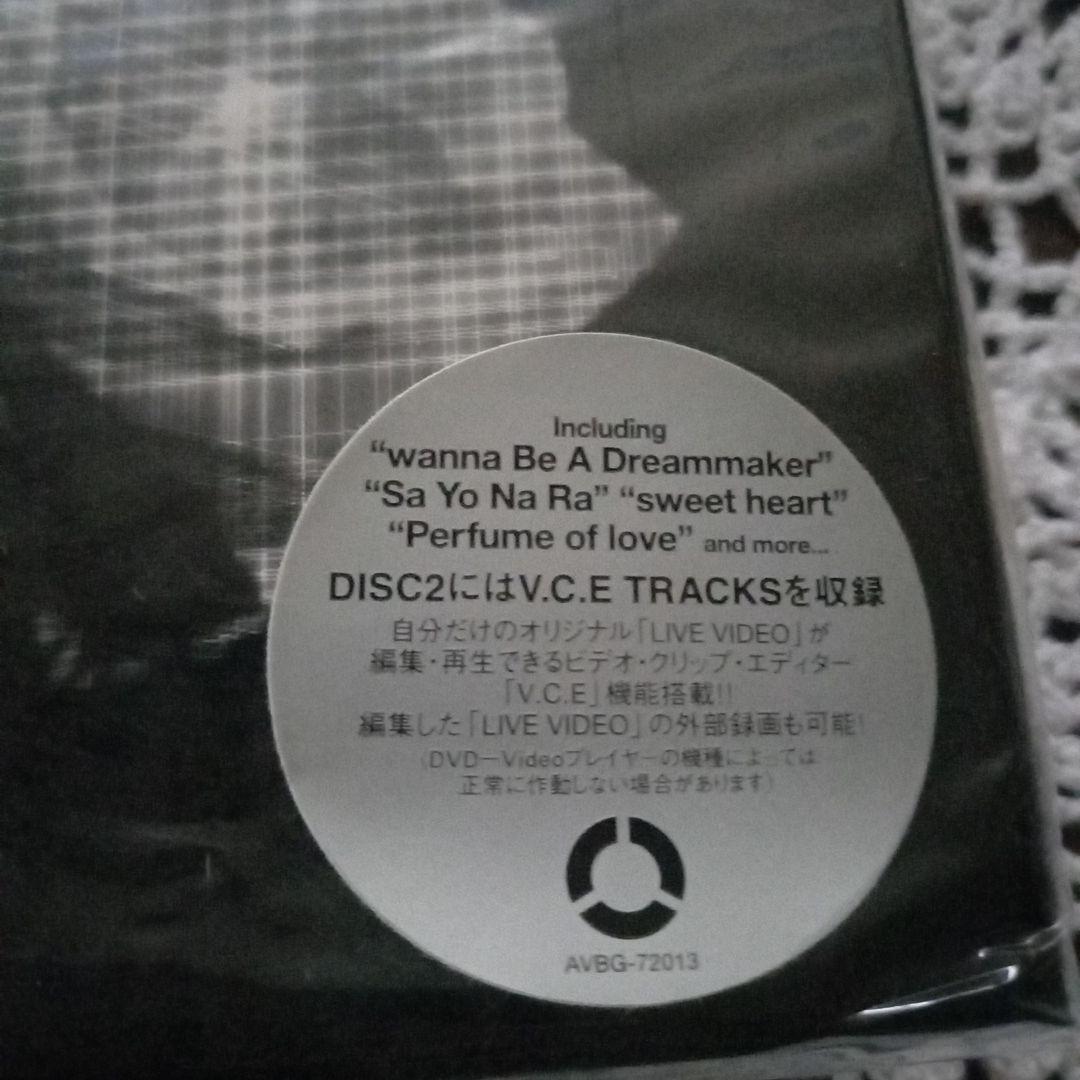 Including
“wanna Be A Dreammaker”
“Sa Yo Na Ra” “sweet heart”
“Perfume of love” and more...
DISC2にはV.C.E TRACKSを収録
自分だけのオリジナル「LIVE VIDEO」が
編集・再生できるビデオ・クリップ・エディター
「V.C.E」機能搭載!!
編集した「LIVE VIDEO」の外部録画も可能!
(DVD－Videoプレイヤーの機種によっては
正常に作動しない場合があります)
AVBG-72013